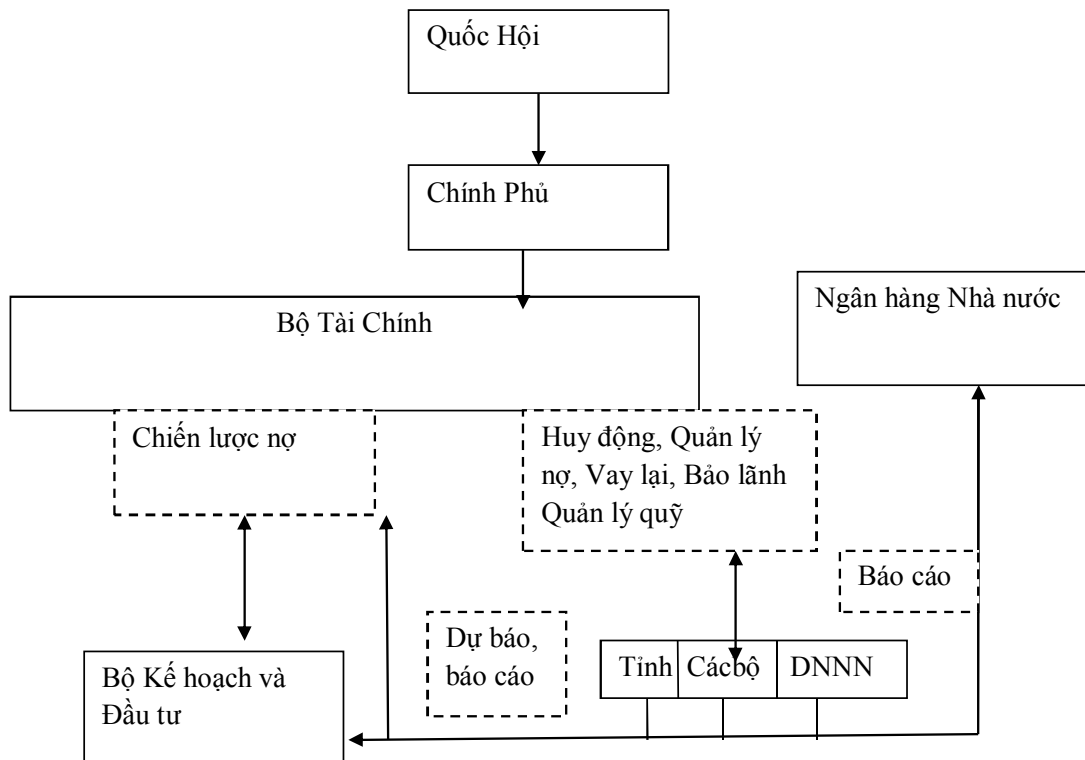 Quốc Hội
Chính Phủ
Bộ Tài Chính
Ngân hàng Nhà nước
Chiến lược nợ
Huy động, Quản lý
nợ, Vay lại, Bảo lãnh
Quản lý quỹ
Báo cáo
Dự báo,
báo cáo
Tỉnh
Các bộ
DNNN
Bộ Kế hoạch và
Đầu tư